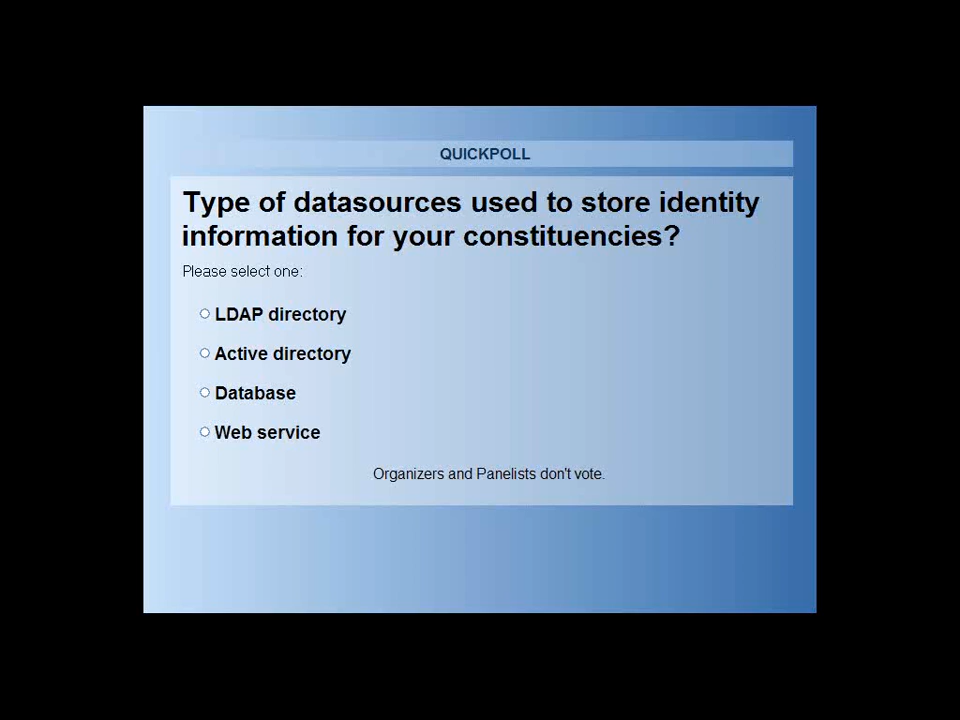 QUICKPOLL
Type of datasources used to store identity
information for your constituencies?
Please select one:
LDAP directory
Active directory
Database
Web service
Organizers and Panelists don't vote.